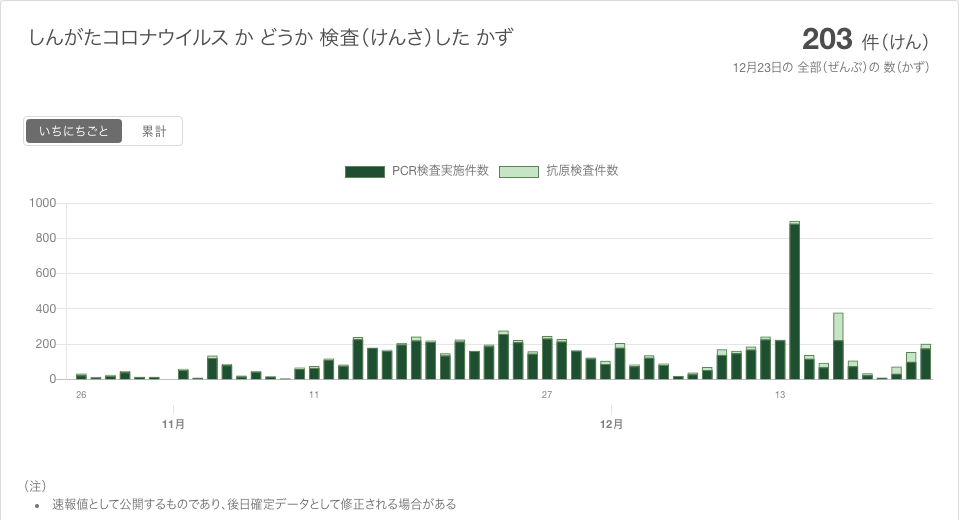 しんがたコロナウイルス か どうか 検査（けんさ）した かず
203 件（けん）
12月23日の 全部（ぜんぶ）の 数（かず）
いちにちごと 累計
PCR検査実施件数 抗原検査件数
1000
800
600
400
200
0
26 11 27 13
11月 12月
（注）
• 速報値として公開するものであり、後日確定データとして修正される場合がある